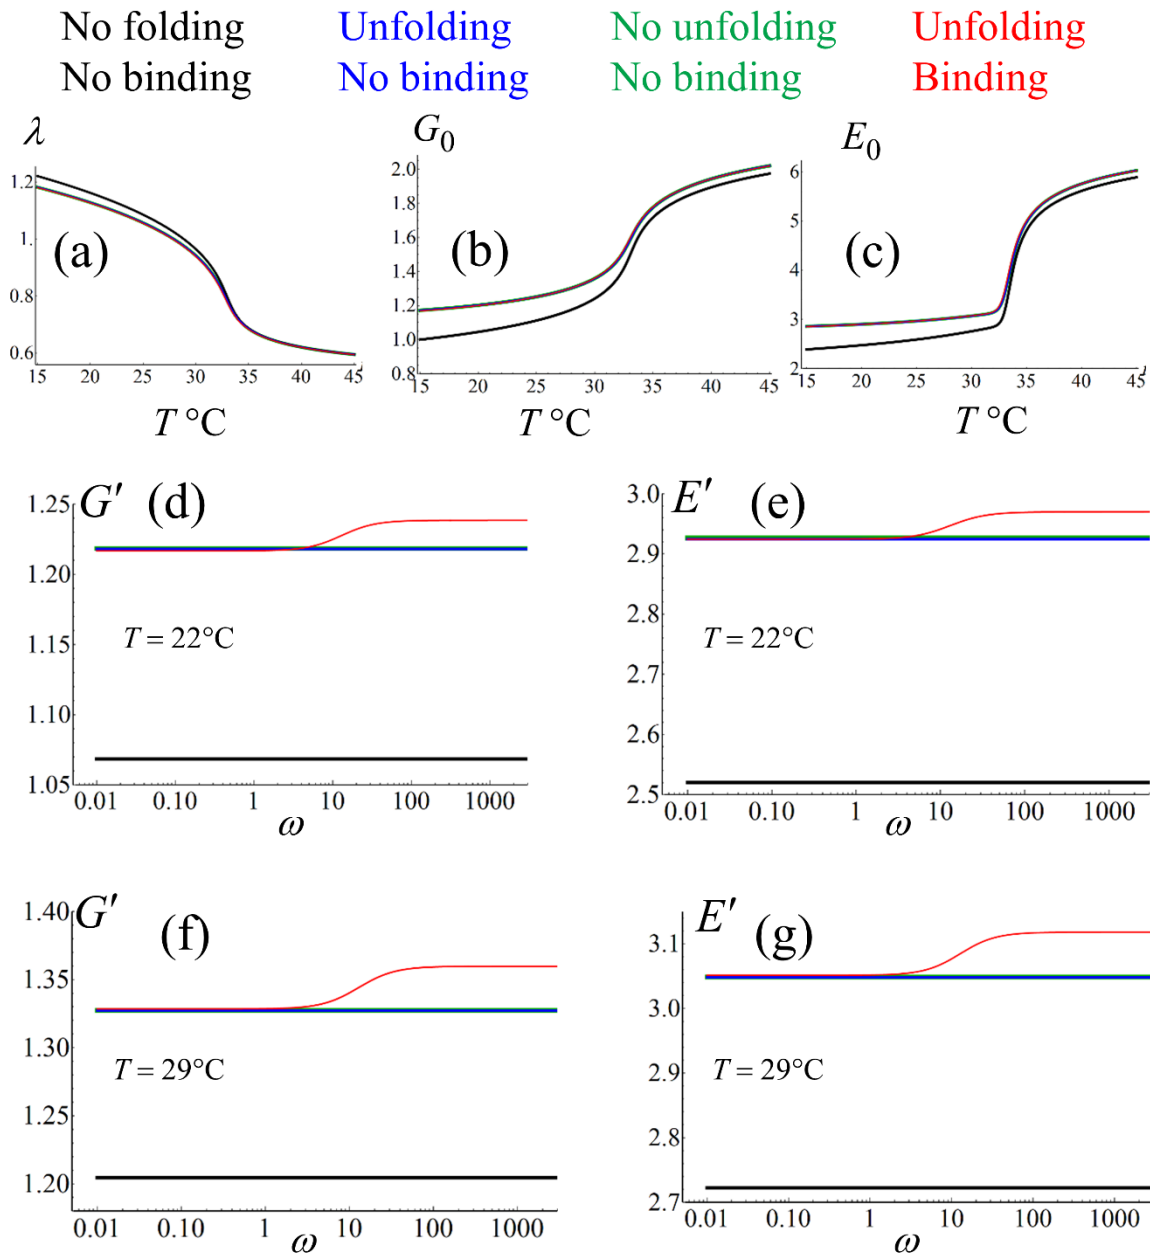 No folding Unfolding No unfolding Unfolding
No binding No binding No binding Binding
λ G0 E0
1.2 2.0 6
1. 1.8 5
0.8 1.6 4
0.6 1.4 3
1.2 2
1.0
0.8
(a) (b) (c)
15 20 25 30 35 40 45 15 20 25 30 35 40 45 15 20 25 30 35 40 45
T °C T °C T °C
G′ (d) E′ (e)
1.25 3.0
1.20 2.9
1.15 2.8
1.10 2.7
1.05 2.6
2.5
T = 22°C T = 22°C
0.01 0.10 1 10 100 1000 0.01 0.10 1 10 100 1000
ω ω
G′ (f) E′ (g)
1.40 3.1
1.35 3.0
1.30 2.9
1.25 2.8
1.20 2.7
T = 29°C T = 29°C
0.01 0.10 1 10 100 1000 0.01 0.10 1 10 100 1000
ω ω